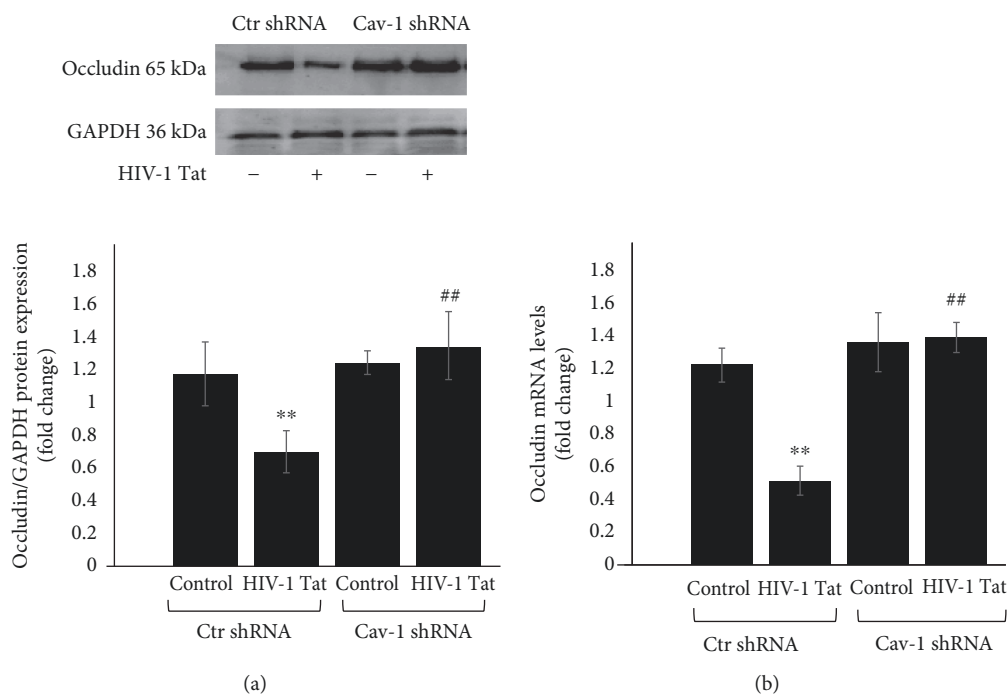 Ctr shRNA Cav-1 shRNA
Occludin 65 kDa
GAPDH 36 kDa
HIV-1 Tat − + − +
Occludin/GAPDH protein expression
(fold change)
1.8
1.6
1.4
1.2
1
0.8
0.6
0.4
0.2
0
**
##
Control HIV-1 Tat Control HIV-1 Tat
Ctr shRNA Cav-1 shRNA
(a)
Occludin mRNA levels
(fold change)
1.8
1.6
1.4
1.2
1
0.8
0.6
0.4
0.2
0
**
##
Control HIV-1 Tat Control HIV-1 Tat
Ctr shRNA Cav-1 shRNA
(b)